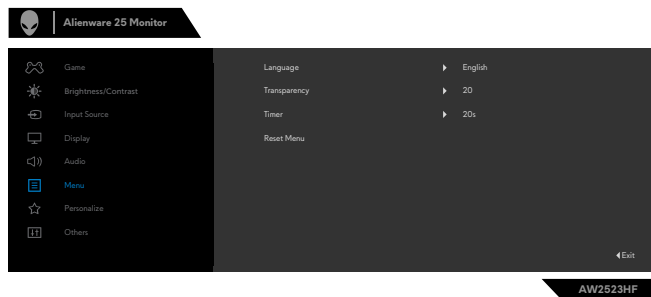 Alienware 25 Monitor
Game
Language English
Brightness/Contrast
Transparency 20
Input Source
Timer 20s
Display
Reset Menu
Audio
Menu
Personalize
Others
Exit
AW2523HF